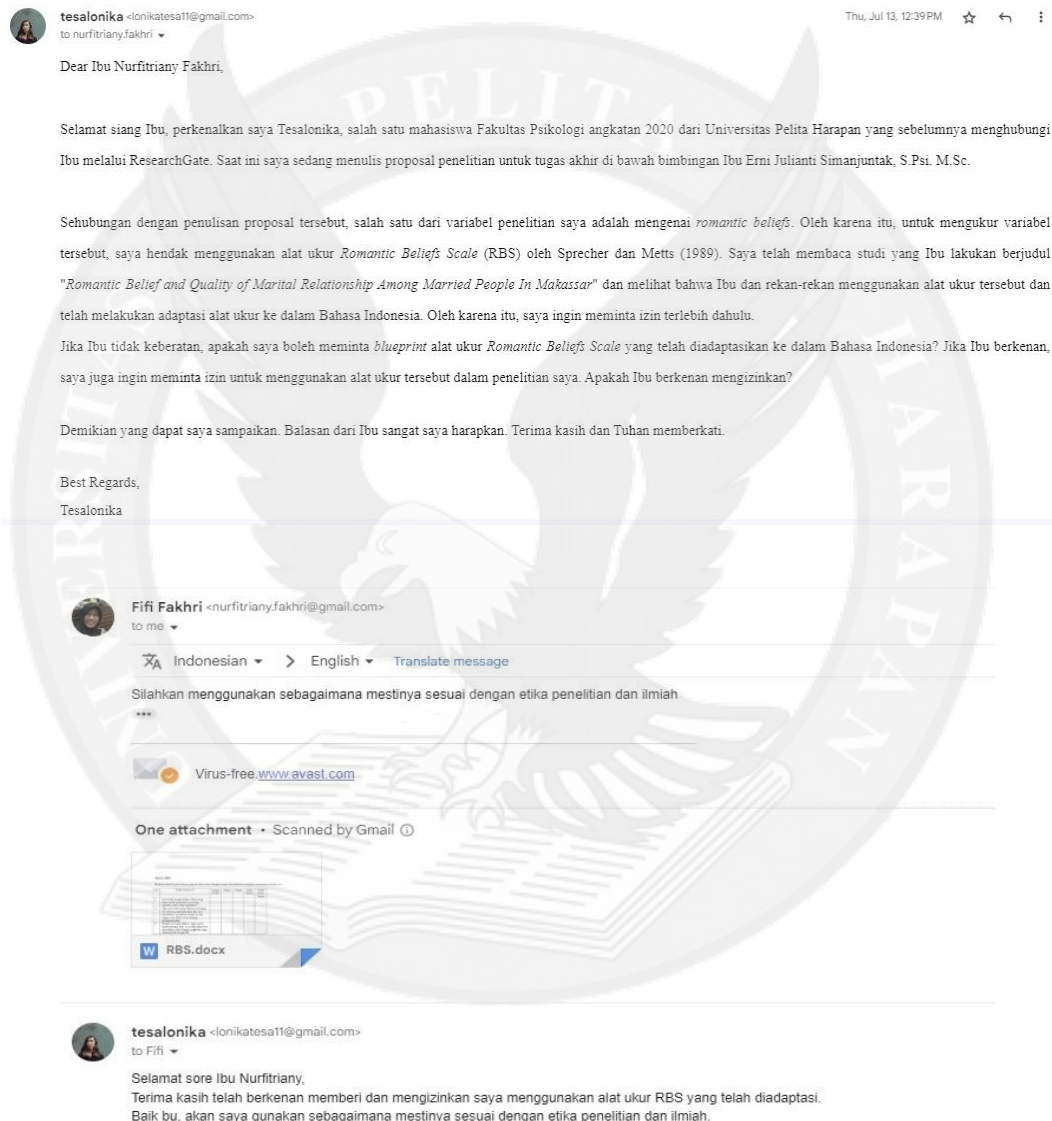 tesalonika <lonikatesa11@gmail.com>
Thu, Jul 13, 12:39 PM
to nurfitriany.fakhri
Dear Ibu Nurfitriany Fakhri,
Selamat siang Ibu, perkenalkan saya Tesalonika, salah satu mahasiswa Fakultas Psikologi angkatan 2020 dari Universitas Pelita Harapan yang sebelumnya menghubungi
Ibu melalui ResearchGate. Saat ini saya sedang menulis proposal penelitian untuk tugas akhir di bawah bimbingan Ibu Erni Julianti Simanjuntak, S.Psi. M.Sc.
Sehubungan dengan penulisan proposal tersebut, salah satu dari variabel penelitian saya adalah mengenai romantic beliefs. Oleh karena itu, untuk mengukur variabel
tersebut, saya hendak menggunakan alat ukur Romantic Beliefs Scale (RBS) oleh Sprecher dan Metts (1989). Saya telah membaca studi yang Ibu lakukan berjudul
"Romantic Belief and Quality of Marital Relationship Among Married People In Makassar" dan melihat bahwa Ibu dan rekan-rekan menggunakan alat ukur tersebut dan
telah melakukan adaptasi alat ukur ke dalam Bahasa Indonesia. Oleh karena itu, saya ingin meminta izin terlebih dahulu.
Jika Ibu tidak keberatan, apakah saya boleh meminta blueprint alat ukur Romantic Beliefs Scale yang telah diadaptasikan ke dalam Bahasa Indonesia? Jika Ibu berkenan,
saya juga ingin meminta izin untuk menggunakan alat ukur tersebut dalam penelitian saya. Apakah Ibu berkenan mengizinkan?
Demikian yang dapat saya sampaikan. Balasan dari Ibu sangat saya harapkan. Terima kasih dan Tuhan memberkati.
Best Regards,
Tesalonika
Fifi Fakhri <nurfitriany.fakhri@gmail.com>
to me
Indonesian > English Translate message
Silahkan menggunakan sebagaimana mestinya sesuai dengan etika penelitian dan ilmiah
Virus-free.www.avast.com
One attachment • Scanned by Gmail
W RBS.docx
tesalonika <lonikatesa11@gmail.com>
to Fifi
Selamat sore Ibu Nurfitriany,
Terima kasih telah berkenan memberi dan mengizinkan saya menggunakan alat ukur RBS yang telah diadaptasi.
Baik bu, akan saya gunakan sebagaimana mestinya sesuai dengan etika penelitian dan ilmiah.
UNIVERSITAS PELITA HARAPAN